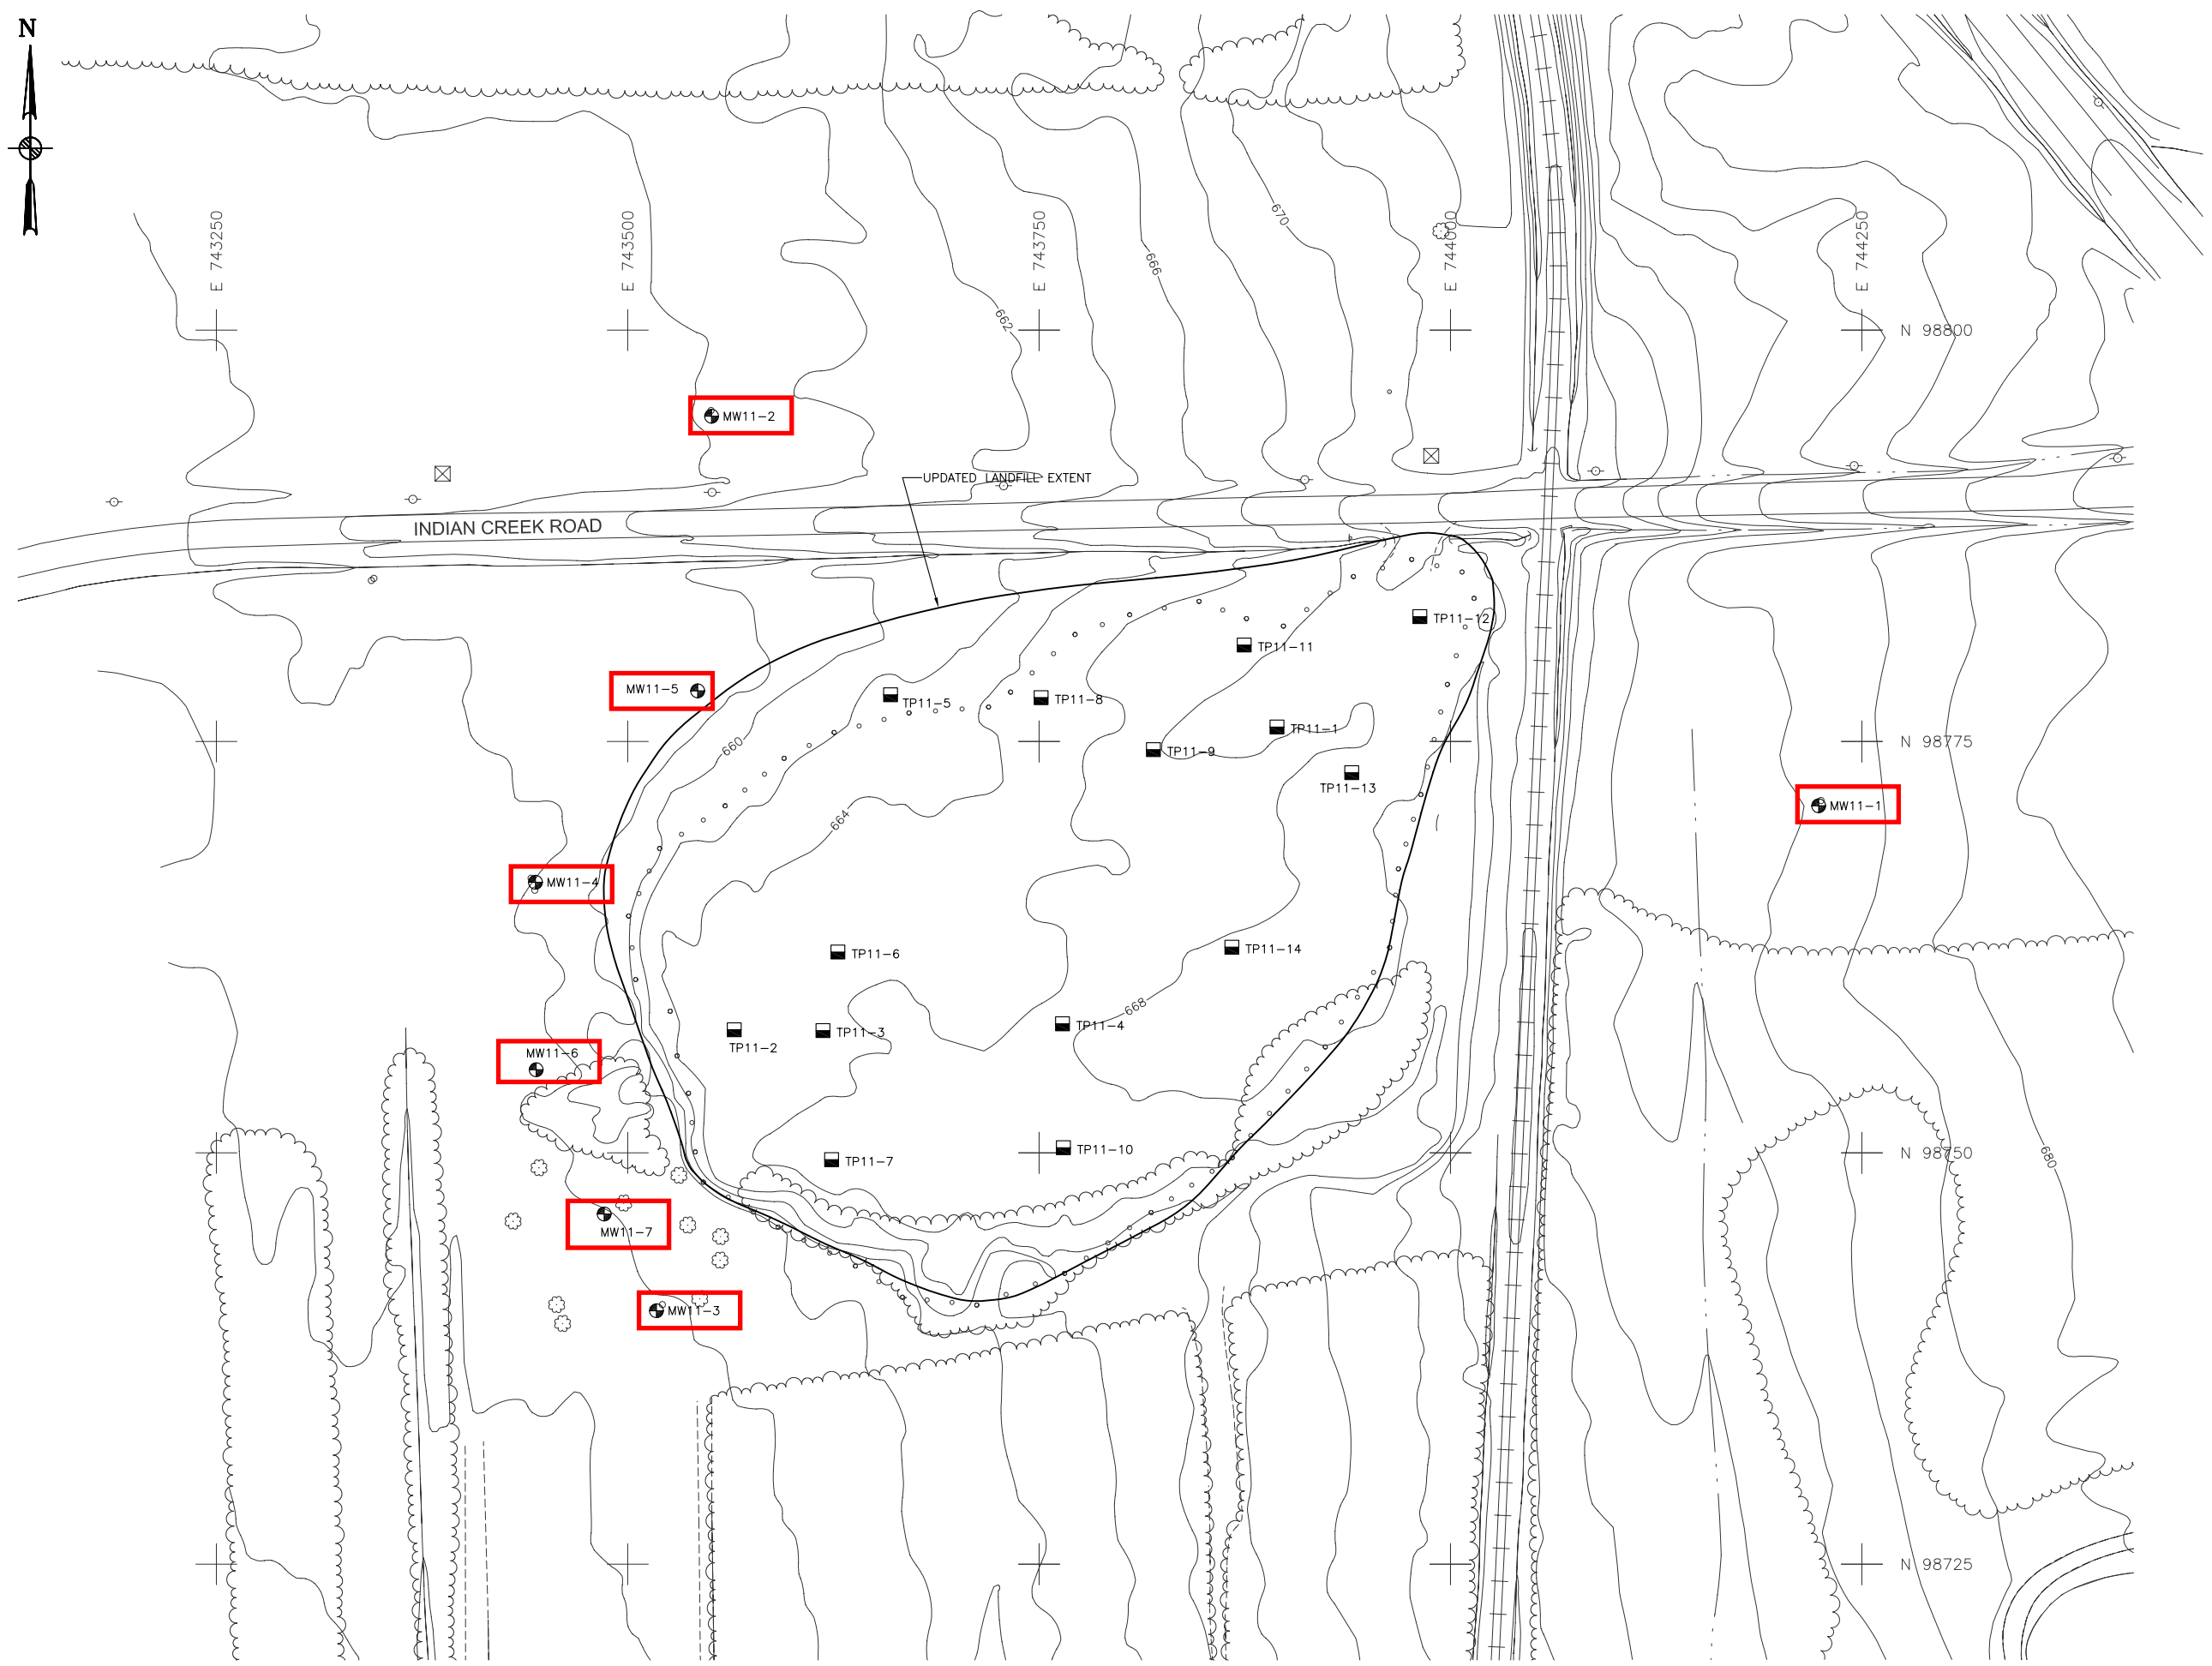 N
E 743250
E 743500
E 743750
E 744000
E 744250
670
666
662
N 98800
MW11-2
UPDATED LANDFILL EXTENT
INDIAN CREEK ROAD
TP11-12
TP11-11
MW11-5
TP11-5
TP11-8
TP11-1
660
TP11-9
N 98775
TP11-13
MW11-1
664
MW11-4
TP11-6
TP11-14
668
TP11-4
TP11-3
TP11-2
MW11-6
TP11-10
TP11-7
N 98750
680
MW11-7
MW11-3
N 98725